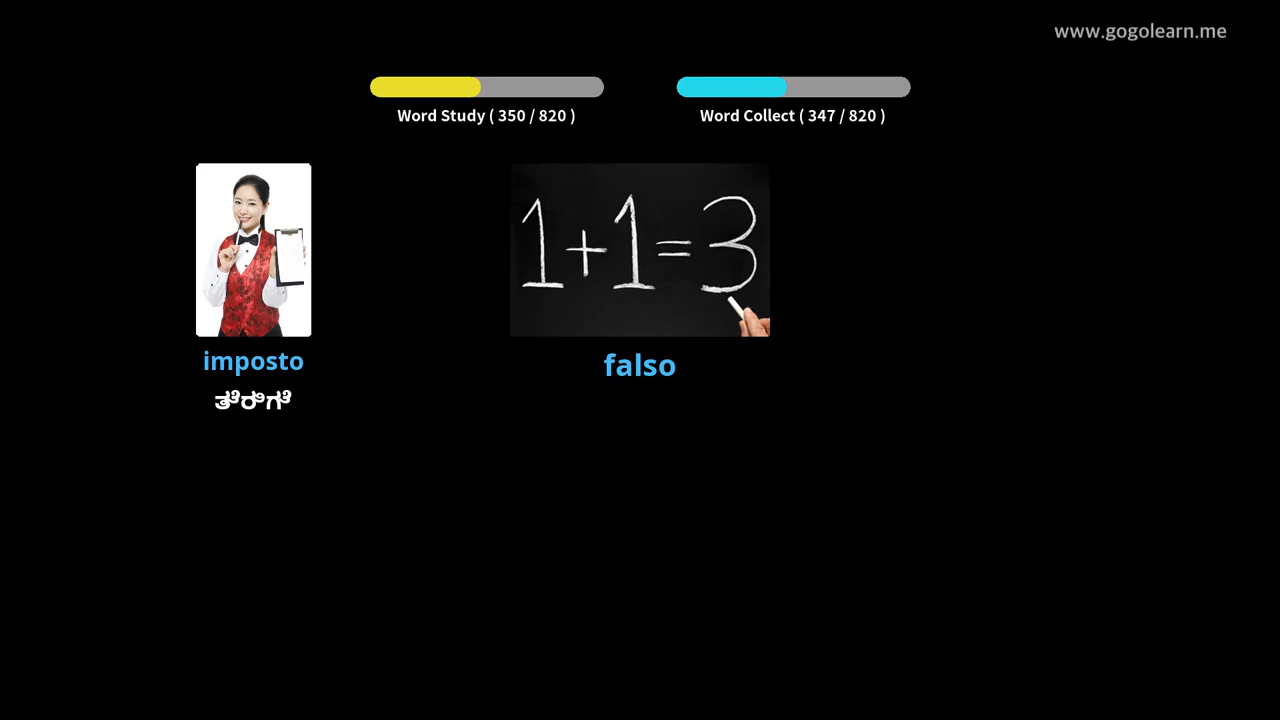 www.gogolearn.me
Word Study ( 350 / 820 )
Word Collect ( 347 / 820 )
1+1=3
imposto
falso
ತೆರಿಗೆ